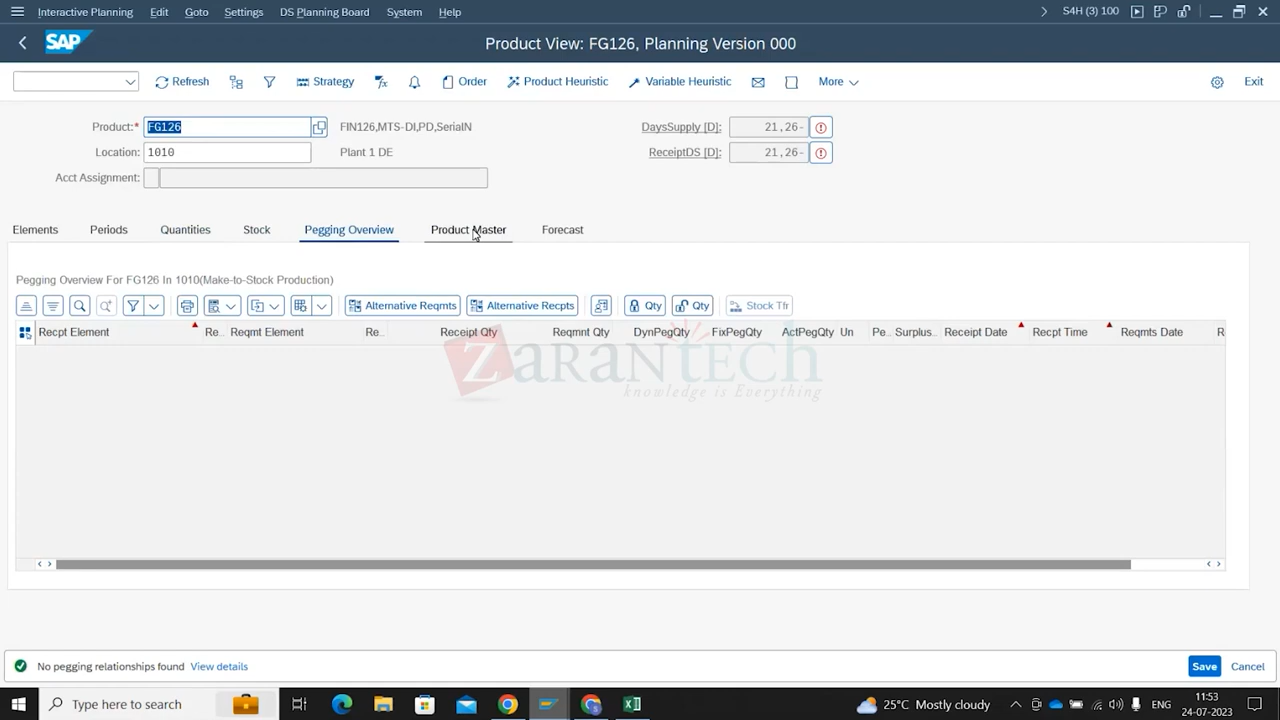 Interactive Planning Edit Goto Settings DS Planning Board System Help S4H (3) 100
SAP Product View: FG126, Planning Version 000
Refresh Strategy Order Product Heuristic Variable Heuristic More Exit
Product:* FG126 FIN126,MTS-DI,PD,SerialN DaysSupply [D]: 21,26-
Location: 1010 Plant 1 DE ReceiptDS [D]: 21,26-
Acct Assignment:
Elements Periods Quantities Stock Pegging Overview Product Master Forecast
Pegging Overview For FG126 In 1010(Make-to-Stock Production)
Alternative Reqmts Alternative Recpts Qty Qty Stock Tfr
Recpt Element Re.. Reqmt Element Re.. Receipt Qty Reqmnt Qty DynPegQty FixPegQty ActPegQty Un Pe.. Surplus.. Receipt Date Recpt Time Reqmts Date R
ZaranTech
knowledge is Everything
No pegging relationships found View details Save Cancel
Type here to search 25°C Mostly cloudy ENG 11:53
24-07-2023